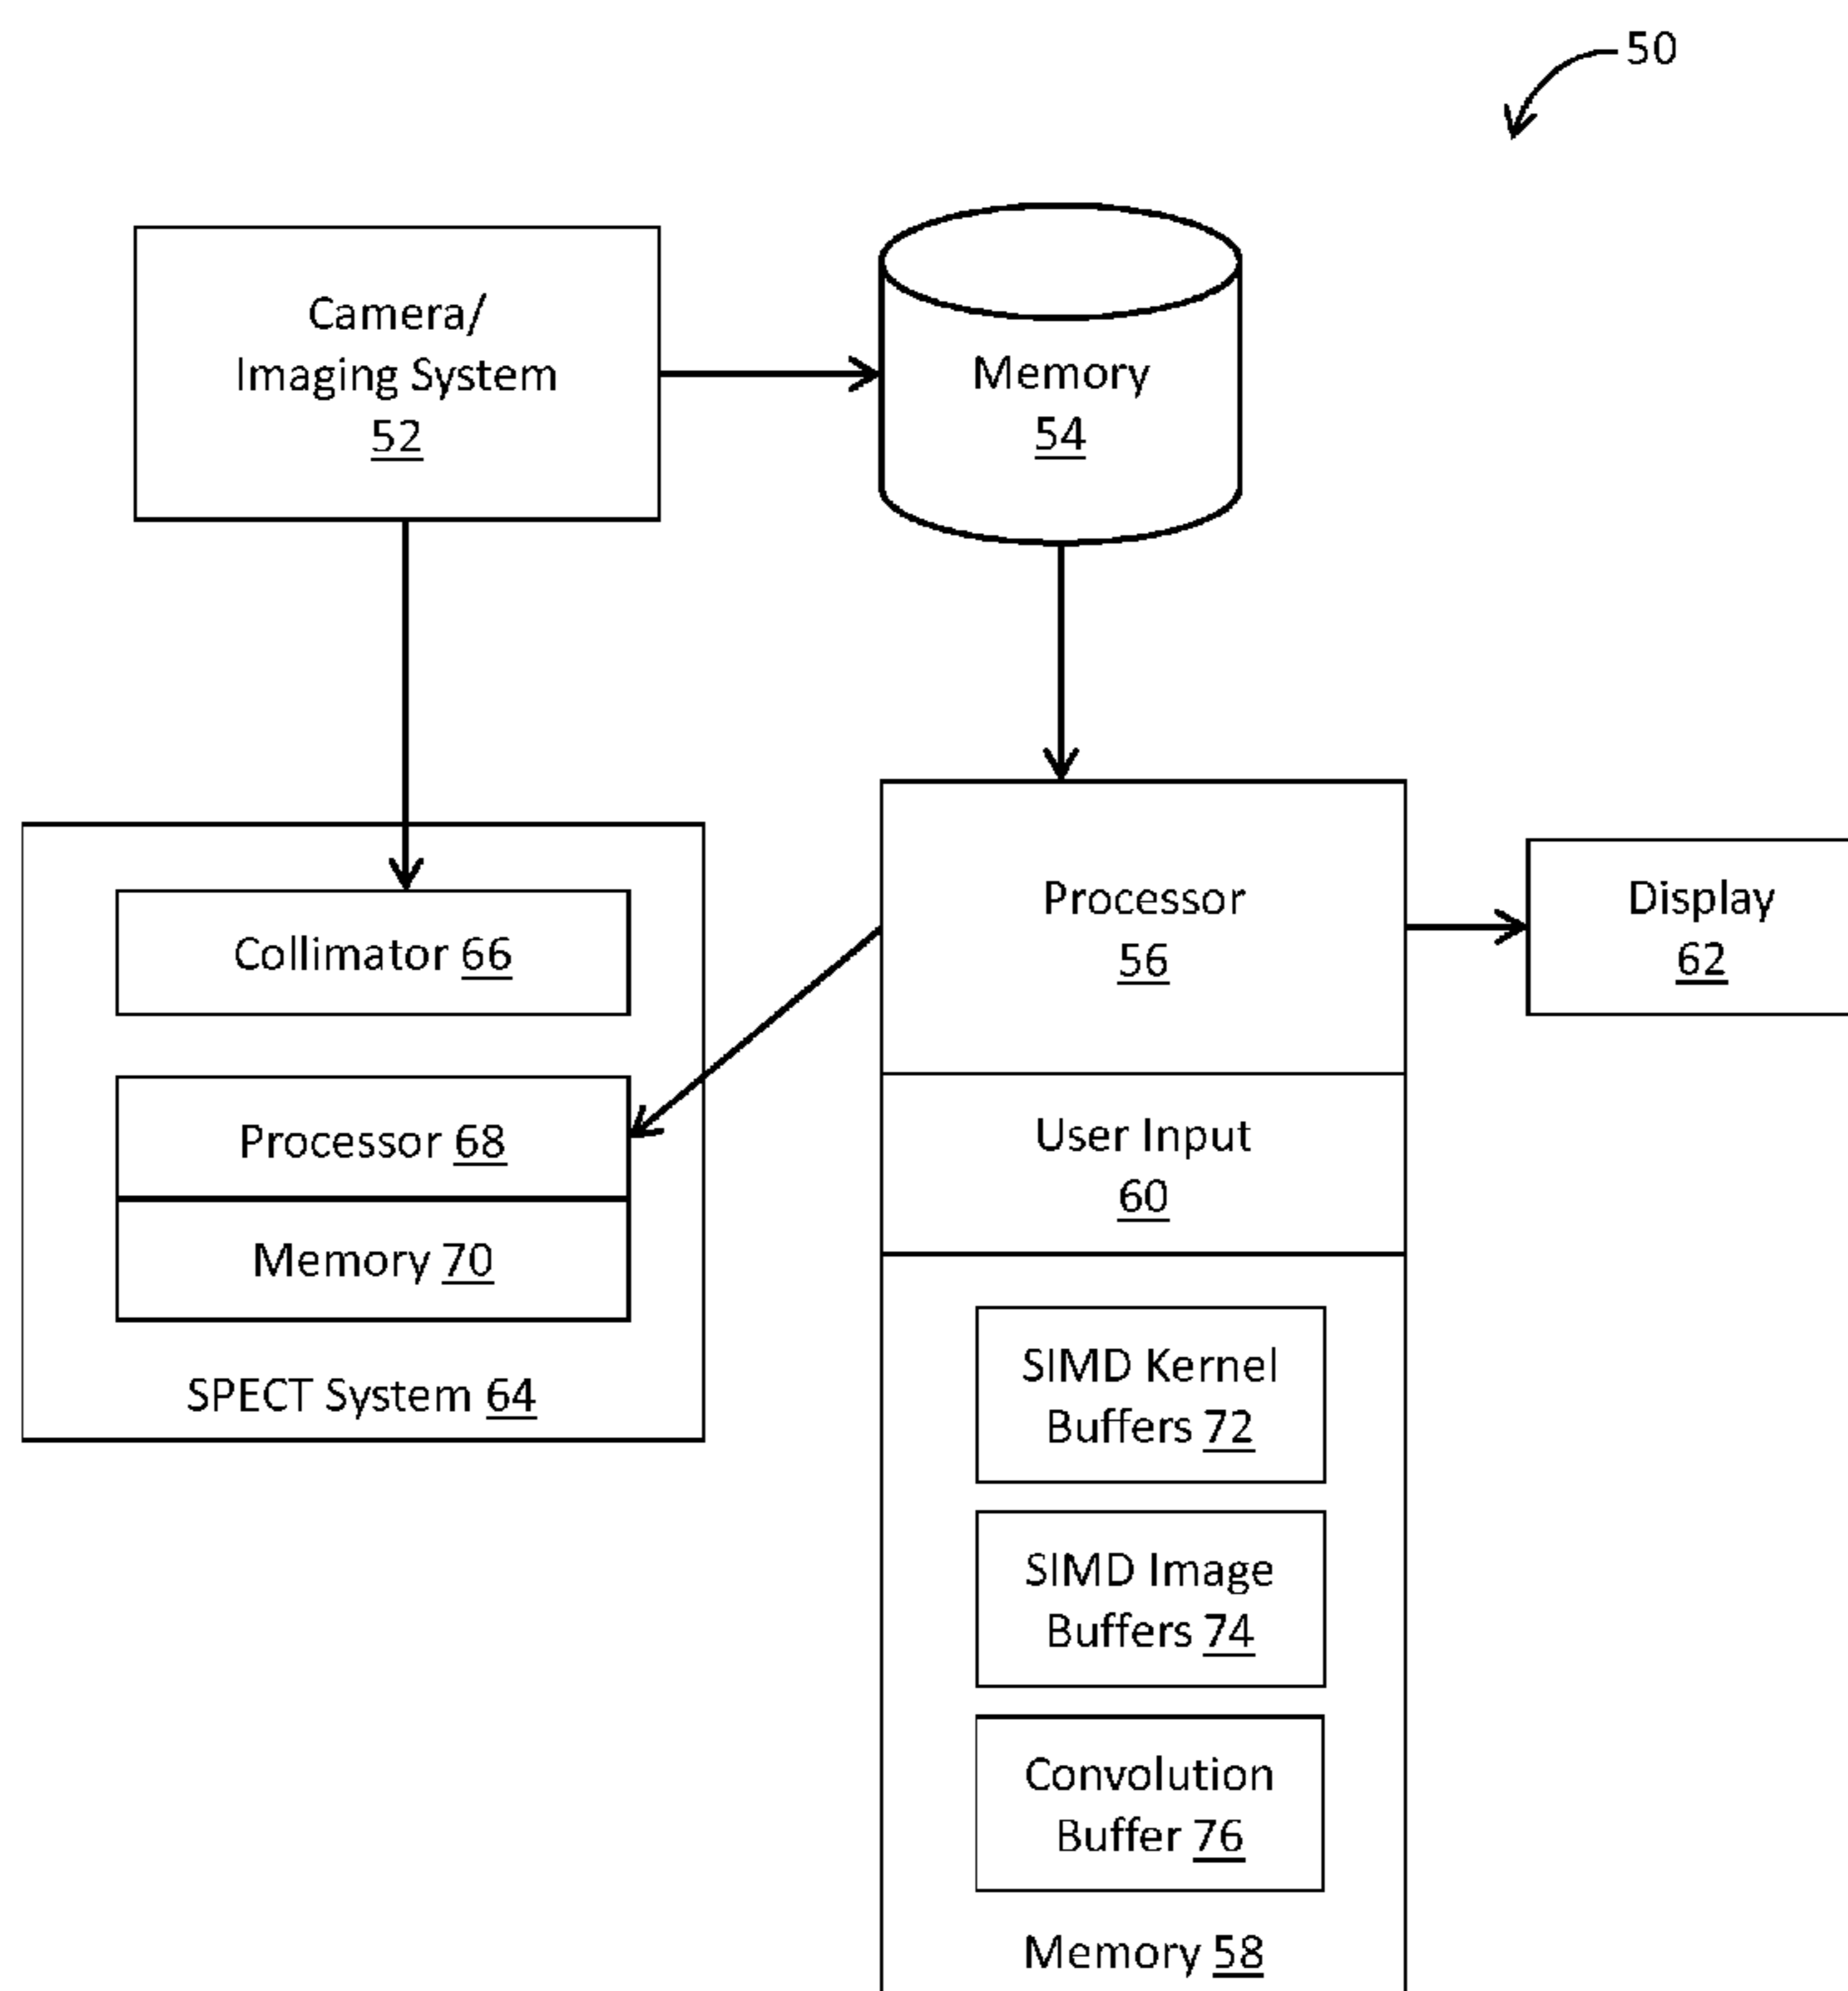 50
Camera/
Imaging System
52
Memory
54
Processor
56
Display
62
Collimator 66
Processor 68
Memory 70
SPECT System 64
User Input
60
SIMD Kernel
Buffers 72
SIMD Image
Buffers 74
Convolution
Buffer 76
Memory 58